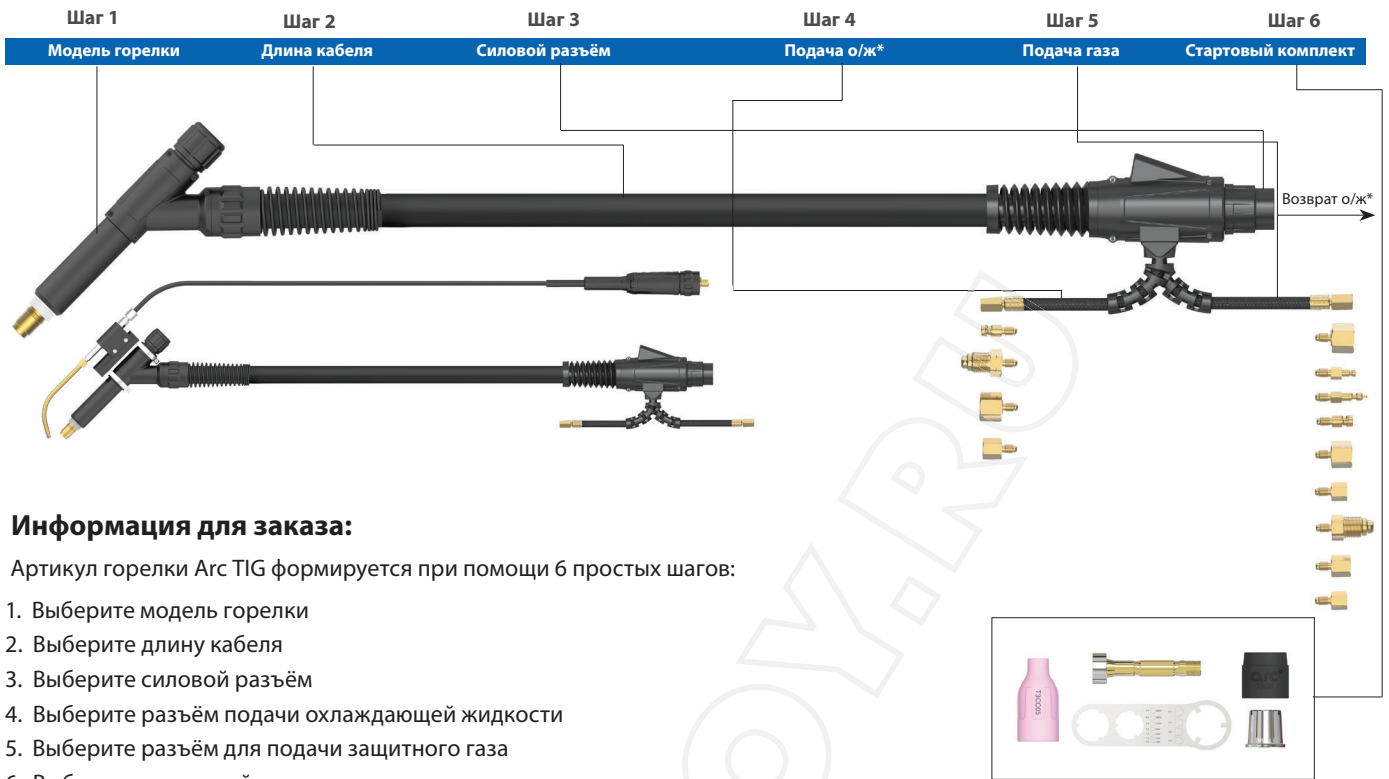 Шаг 1 Шаг 2 Шаг 3 Шаг 4 Шаг 5 Шаг 6
Модель горелки Длина кабеля Силовой разъём Подача о/ж* Подача газа Стартовый комплект
Возврат о/ж*
Информация для заказа:
Артикул горелки Arc TIG формируется при помощи 6 простых шагов:
1. Выберите модель горелки
2. Выберите длину кабеля
3. Выберите силовой разъём
4. Выберите разъём подачи охлаждающей жидкости
5. Выберите разъём для подачи защитного газа
arc
OY.RU